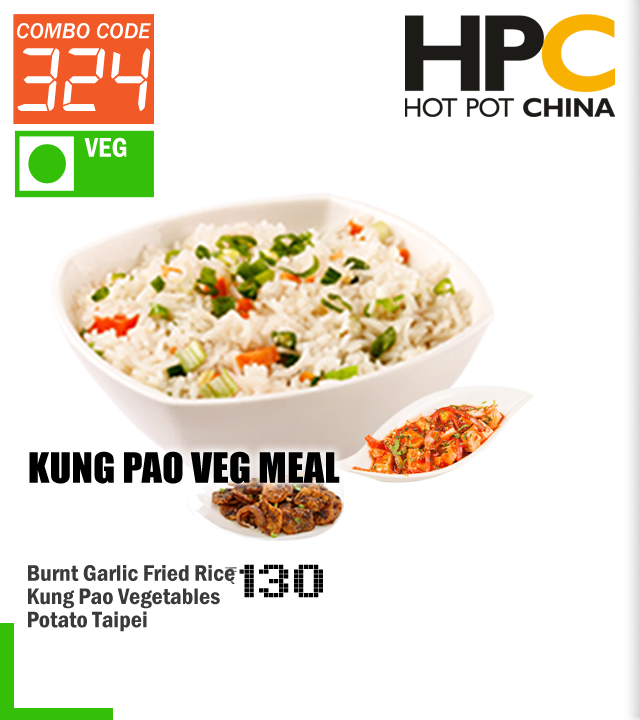 COMBO CODE
324
VEG
HPC
HOT POT CHINA
KUNG PAO VEG MEAL
Burnt Garlic Fried Rice
₹130
Kung Pao Vegetables
Potato Taipei